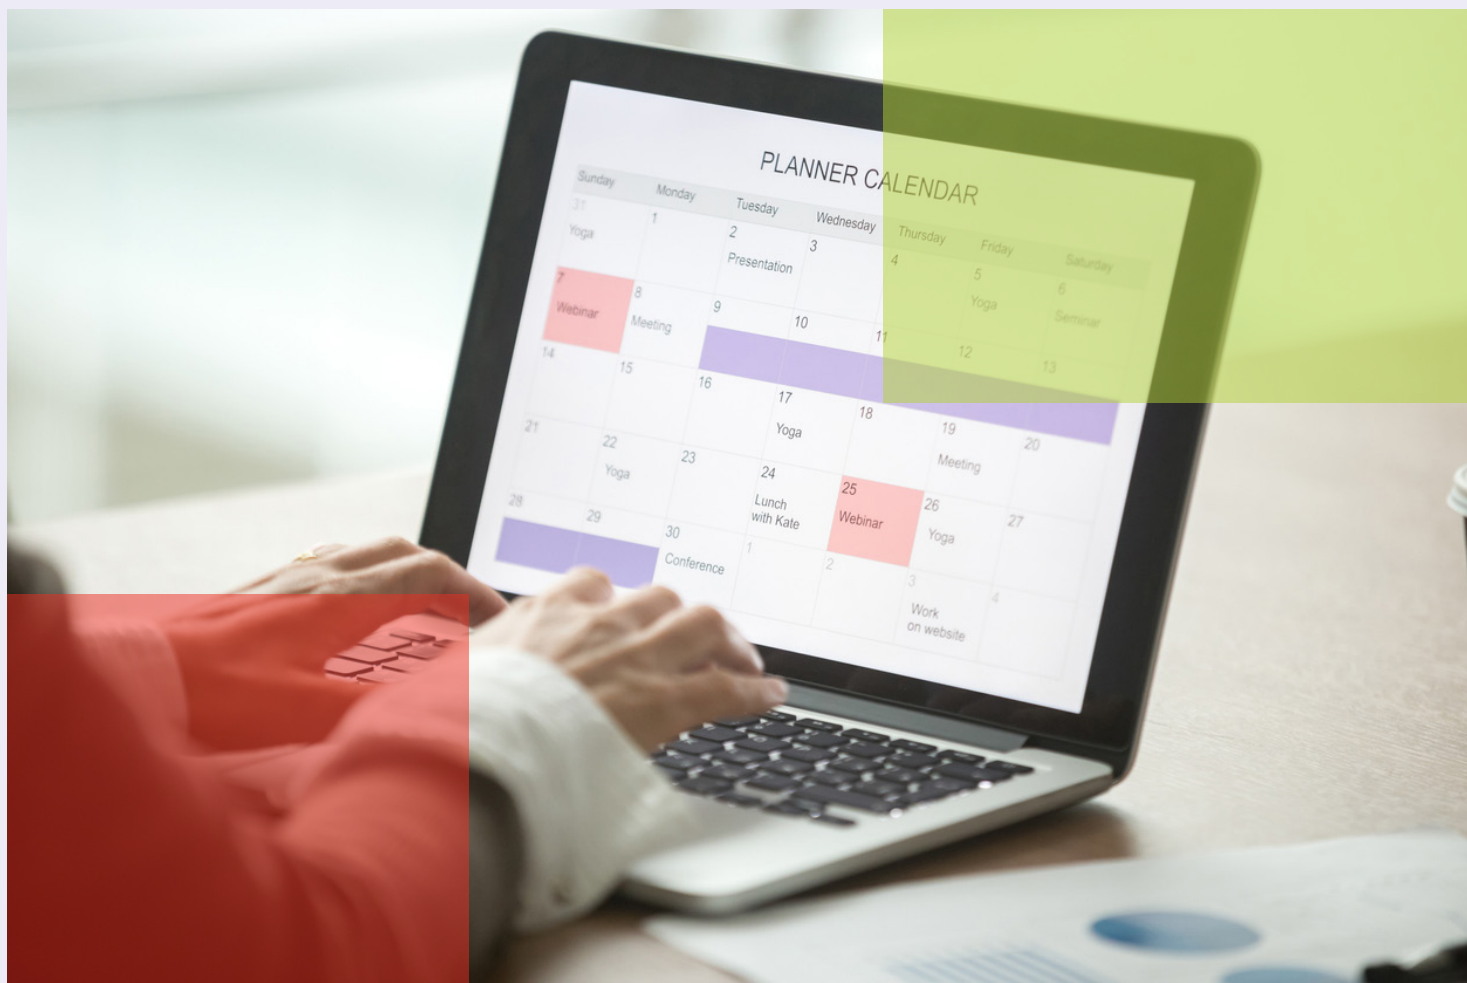 PLANNER CALENDAR
Sunday Monday Tuesday Wednesday Thursday Friday Saturday
31 1 2 3 4 5 6
Yoga Presentation Yoga Seminar
7 8 9 10 11 12 13
Webinar Meeting
14 15 16 17 18 19 20
Yoga Meeting
21 22 23 24 25 26 27
Yoga Lunch Webinar Yoga
with Kate
28 29 30 1 2 3 4
Conference Work
on website